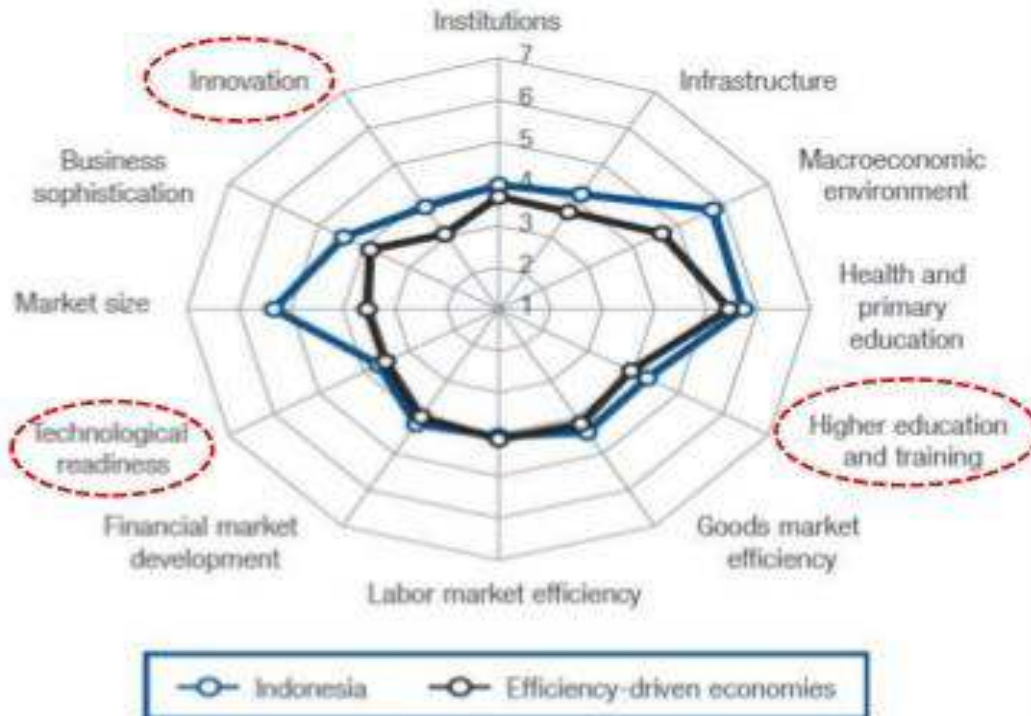 Institutions
7
6
5
4
3
2
1
Infrastructure
Macroeconomic
environment
Health and
primary
education
Higher education
and training
Goods market
efficiency
Labor market efficiency
Financial market
development
Technological
readiness
Market size
Business
sophistication
Innovation
Indonesia
Efficiency-driven economies